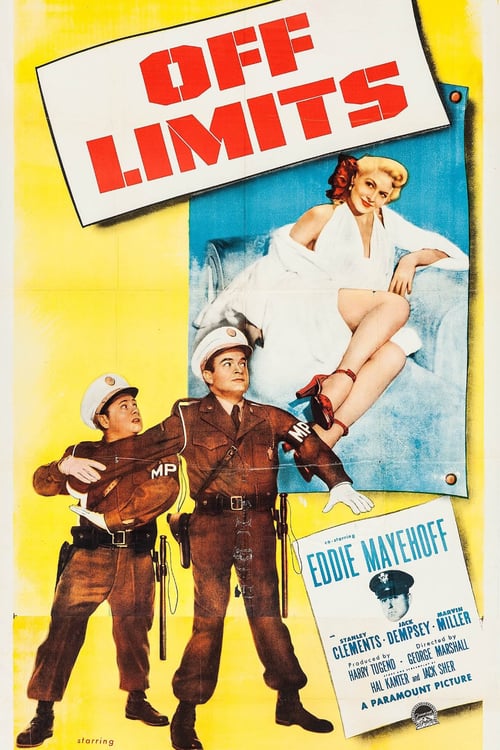 OFF
LIMITS
MP
MP
co-starring
EDDIE MAYEHOFF
with STANLEY CLEMENTS · JACK DEMPSEY · MARVIN MILLER
Produced by HARRY TUGEND · Directed by GEORGE MARSHALL
HAL KANTER and JACK SHER
A PARAMOUNT PICTURE
starring